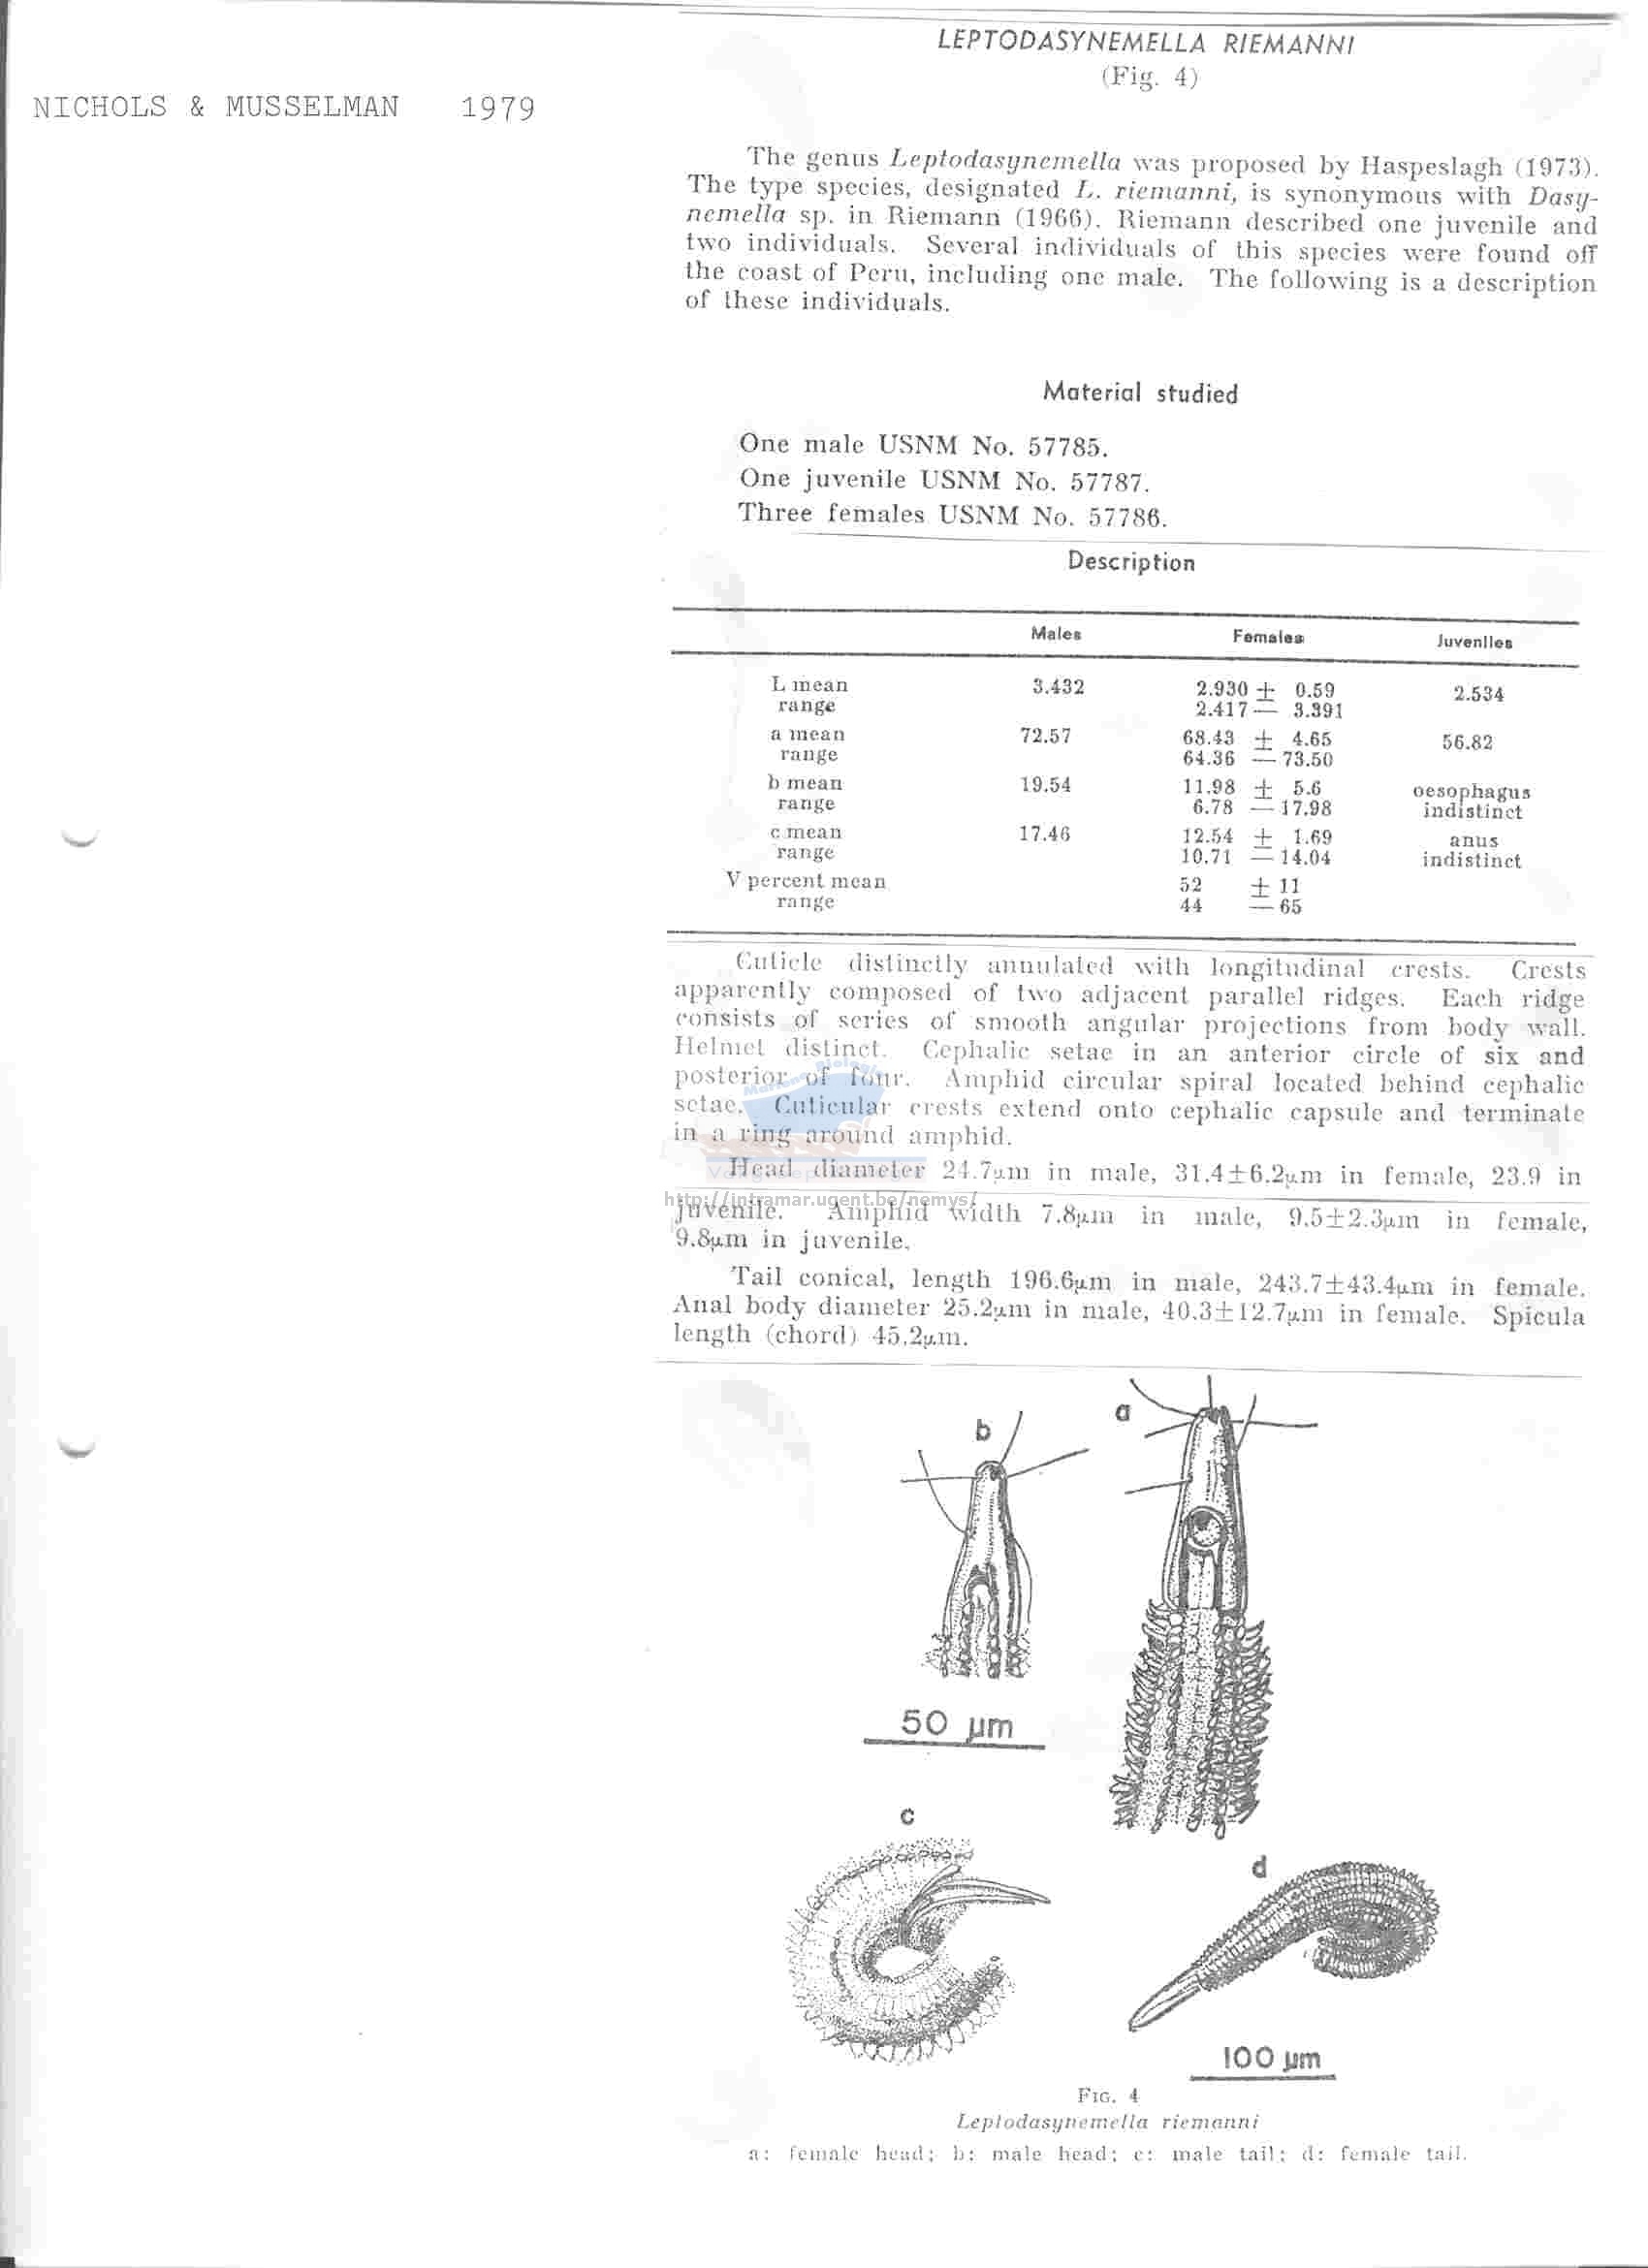 LEPTODASYNEMELLA RIEMANNI
(Fig. 4)
NICHOLS & MUSSELMAN 1979
The genus Leptodasynemella was proposed by Haspeslagh (1973).
The type species, designated L. riemanni, is synonymous with Dasy-
nemella sp. in Riemann (1966). Riemann described one juvenile and
two individuals. Several individuals of this species were found off
the coast of Peru, including one male. The following is a description
of these individuals.
Material studied
One male USNM No. 57785.
One juvenile USNM No. 57787.
Three females USNM No. 57786.
Description
Males Females Juveniles
L mean 3.432 2.930 ± 0.59 2.534
range 2.417 — 3.391
a mean 72.57 68.43 ± 4.65 56.82
range 64.36 — 73.50
b mean 19.54 11.98 ± 5.6 oesophagus
range 6.78 — 17.98 indistinct
c mean 17.46 12.54 ± 1.69 anus
range 10.71 — 14.04 indistinct
V percent mean 52 ± 11
range 44 — 65
Cuticle distinctly annulated with longitudinal crests. Crests
apparently composed of two adjacent parallel ridges. Each ridge
consists of series of smooth angular projections from body wall.
Helmet distinct. Cephalic setae in an anterior circle of six and
posterior of four. Amphid circular spiral located behind cephalic
setae. Cuticular crests extend onto cephalic capsule and terminate
in a ring around amphid.
Head diameter 24.7µm in male, 31.4±6.2µm in female, 23.9 in
http://intramar.ugent.be/nemys/
juvenile. Amphid width 7.8µm in male, 9.5±2.3µm in female,
9.8µm in juvenile.
Tail conical, length 196.6µm in male, 243.7±43.4µm in female.
Anal body diameter 25.2µm in male, 40.3±12.7µm in female. Spicula
length (chord) 45.2µm.
a
b
50 µm
c
d
100 µm
FIG. 4
Leptodasynemella riemanni
a: female head; b: male head; c: male tail; d: female tail.